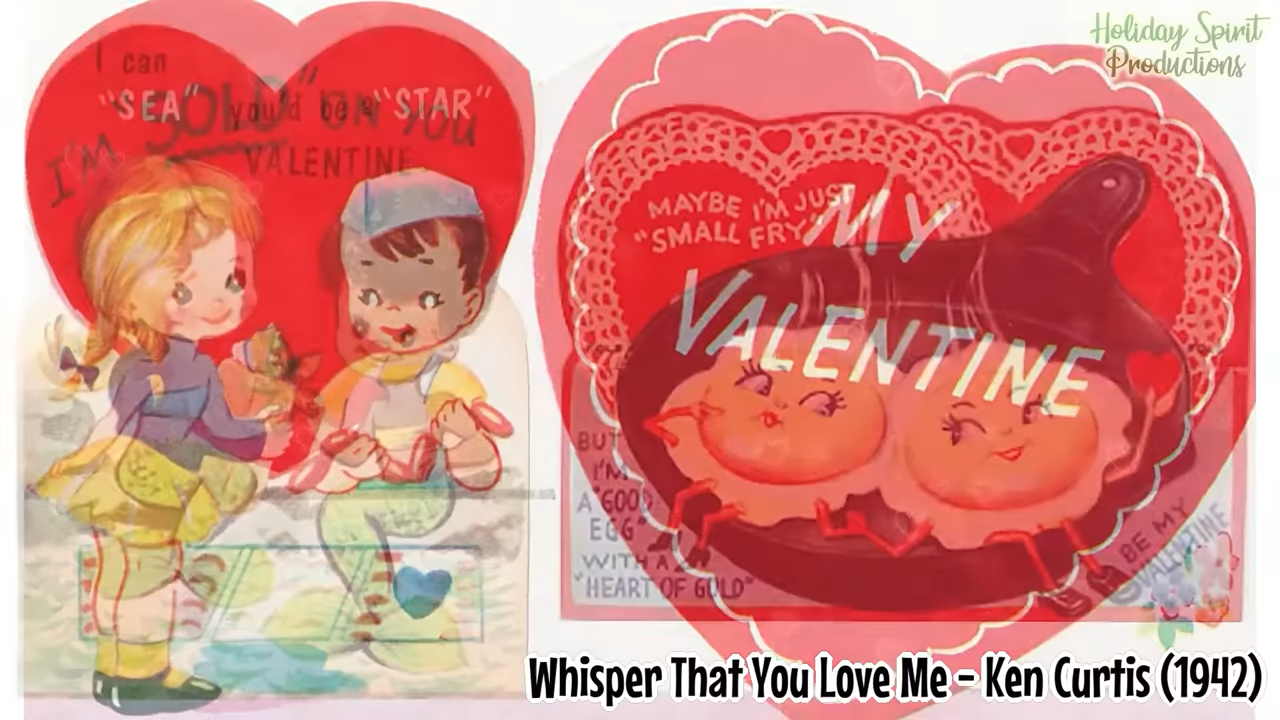 Holiday Spirit
Productions
I can
"SEA" you'd be a "STAR"
I'M SOLD ON YOU
VALENTINE
MAYBE I'M JUST
"SMALL FRY"
MY
VALENTINE
BUT
I'M
A "GOOD
EGG"
WITH A
"HEART OF GOLD"
BE MY
VALENTINE
Whisper That You Love Me - Ken Curtis (1942)